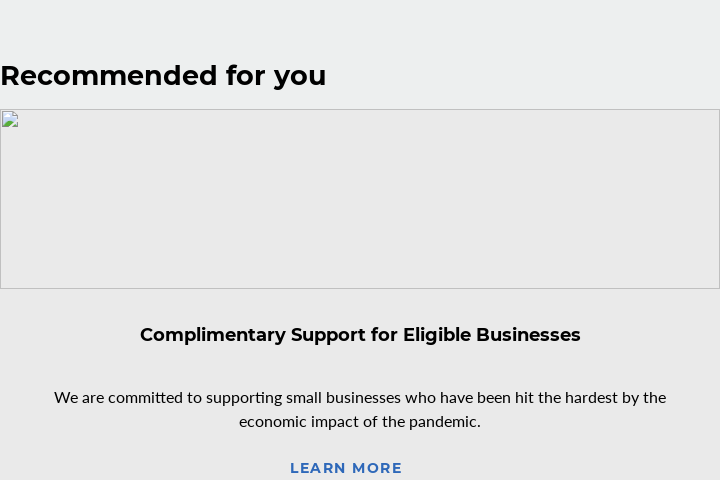 Recommended for you
Complimentary Support for Eligible Businesses
We are committed to supporting small businesses who have been hit the hardest by the
economic impact of the pandemic.
LEARN MORE